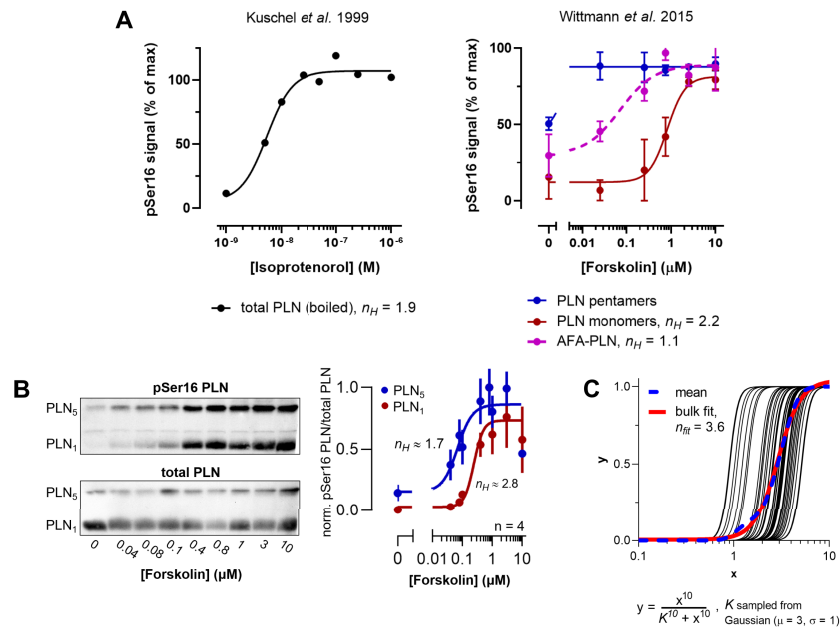 A
Kuschel et al. 1999
pSer16 signal (% of max)
100
50
0
10⁻⁹ 10⁻⁸ 10⁻⁷ 10⁻⁶
[Isoprotenorol] (M)
total PLN (boiled), nH = 1.9
Wittmann et al. 2015
pSer16 signal (% of max)
100
50
0
0 0.01 0.1 1 10
[Forskolin] (µM)
PLN pentamers
PLN monomers, nH = 2.2
AFA-PLN, nH = 1.1
B
pSer16 PLN
PLN5
PLN1
total PLN
PLN5
PLN1
0 0.04 0.08 0.1 0.4 0.8 1 3 10
[Forskolin] (µM)
norm. pSer16 PLN/total PLN
1.0
0.5
0.0
PLN5
PLN1
nH ≈ 1.7
nH ≈ 2.8
n = 4
0 0.01 0.1 1 10
[Forskolin] (µM)
C
y
1.0
0.5
0.0
mean
bulk fit,
nfit = 3.6
0.1 1 10
x
y = x¹⁰ / K¹⁰ + x¹⁰ , K sampled from
Gaussian (µ = 3, σ = 1)